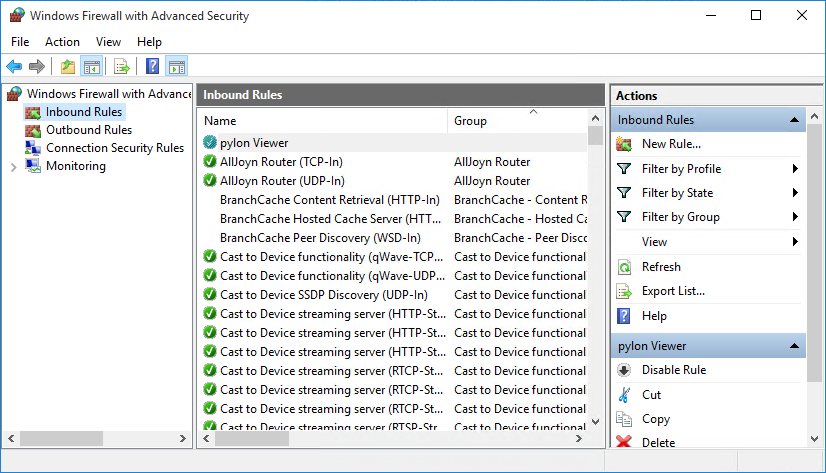 Windows Firewall with Advanced Security
File Action View Help
Windows Firewall with Advance
Inbound Rules
Outbound Rules
Connection Security Rules
Monitoring
Inbound Rules
Name Group
pylon Viewer
AllJoyn Router (TCP-In) AllJoyn Router
AllJoyn Router (UDP-In) AllJoyn Router
BranchCache Content Retrieval (HTTP-In) BranchCache - Content R
BranchCache Hosted Cache Server (HTT... BranchCache - Hosted Ca
BranchCache Peer Discovery (WSD-In) BranchCache - Peer Disco
Cast to Device functionality (qWave-TCP... Cast to Device functional
Cast to Device functionality (qWave-UDP... Cast to Device functional
Cast to Device SSDP Discovery (UDP-In) Cast to Device functional
Cast to Device streaming server (HTTP-St... Cast to Device functional
Cast to Device streaming server (HTTP-St... Cast to Device functional
Cast to Device streaming server (HTTP-St... Cast to Device functional
Cast to Device streaming server (RTCP-St... Cast to Device functional
Cast to Device streaming server (RTCP-St... Cast to Device functional
Cast to Device streaming server (RTCP-St... Cast to Device functional
Cast to Device streaming server (RTSP-Str... Cast to Device functional
Actions
Inbound Rules
New Rule...
Filter by Profile
Filter by State
Filter by Group
View
Refresh
Export List...
Help
pylon Viewer
Disable Rule
Cut
Copy
Delete